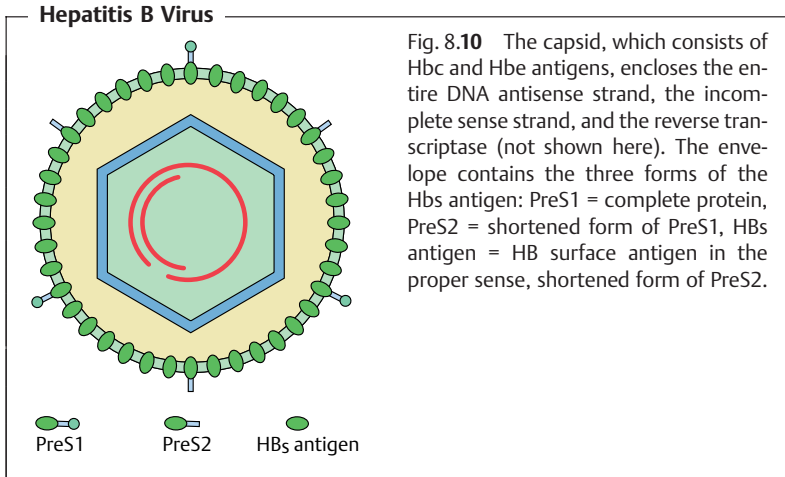 Hepatitis B Virus
Fig. 8.10 The capsid, which consists of
Hbc and Hbe antigens, encloses the en-
tire DNA antisense strand, the incom-
plete sense strand, and the reverse tran-
scriptase (not shown here). The enve-
lope contains the three forms of the
Hbs antigen: PreS1 = complete protein,
PreS2 = shortened form of PreS1, HBs
antigen = HB surface antigen in the
proper sense, shortened form of PreS2.
PreS1 PreS2 HBs antigen